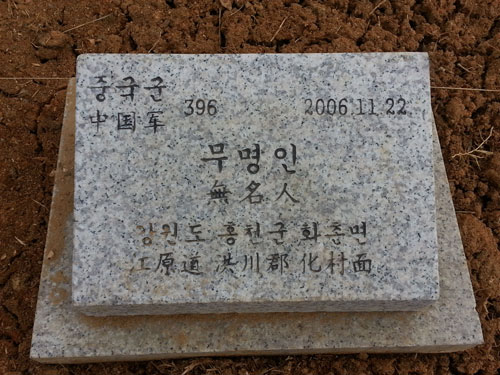 중국군
中国军 396 2006.11.22
무명인
無名人
강원도 홍천군 화촌면
江原道 洪川郡 化村面